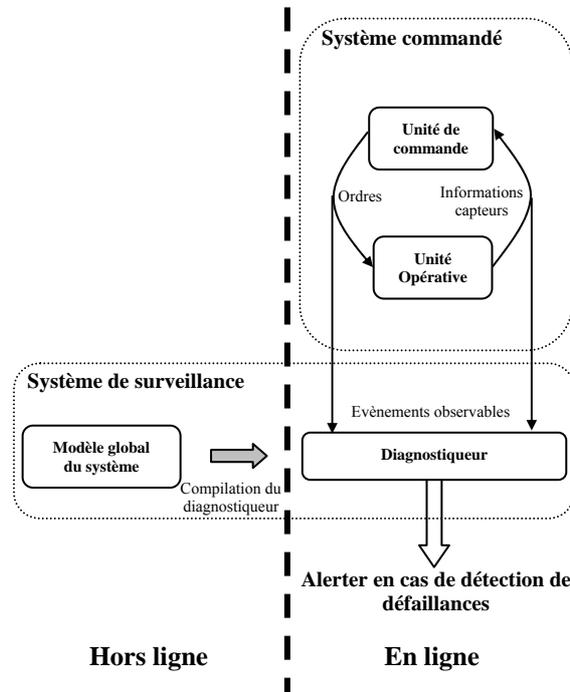 Système commandé
Unité de
commande
Ordres
Informations
capteurs
Unité
Opérative
Système de surveillance
Evènements observables
Modèle global
du système
Diagnostiqueur
Compilation du
diagnostiqueur
Alerter en cas de détection de
défaillances
Hors ligne
En ligne